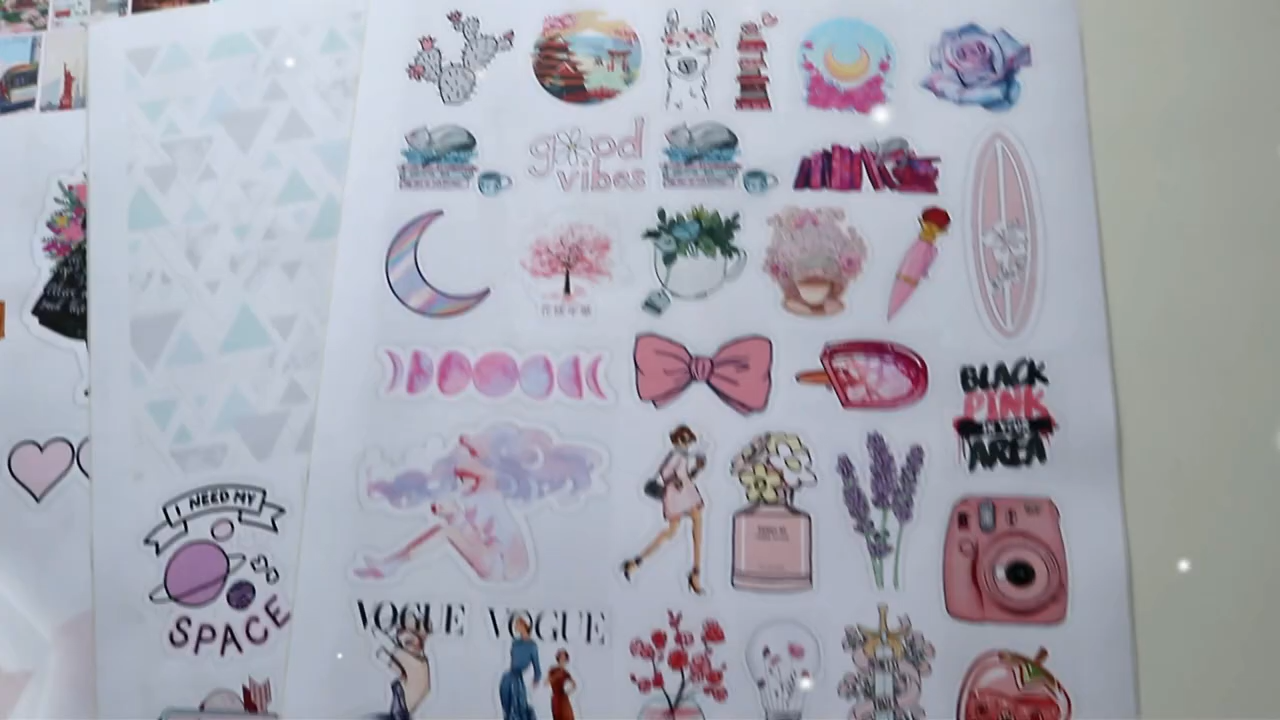 good
vibes
BLACK
PINK
AREA
I NEED MY
SPACE
VOGUE VOGUE